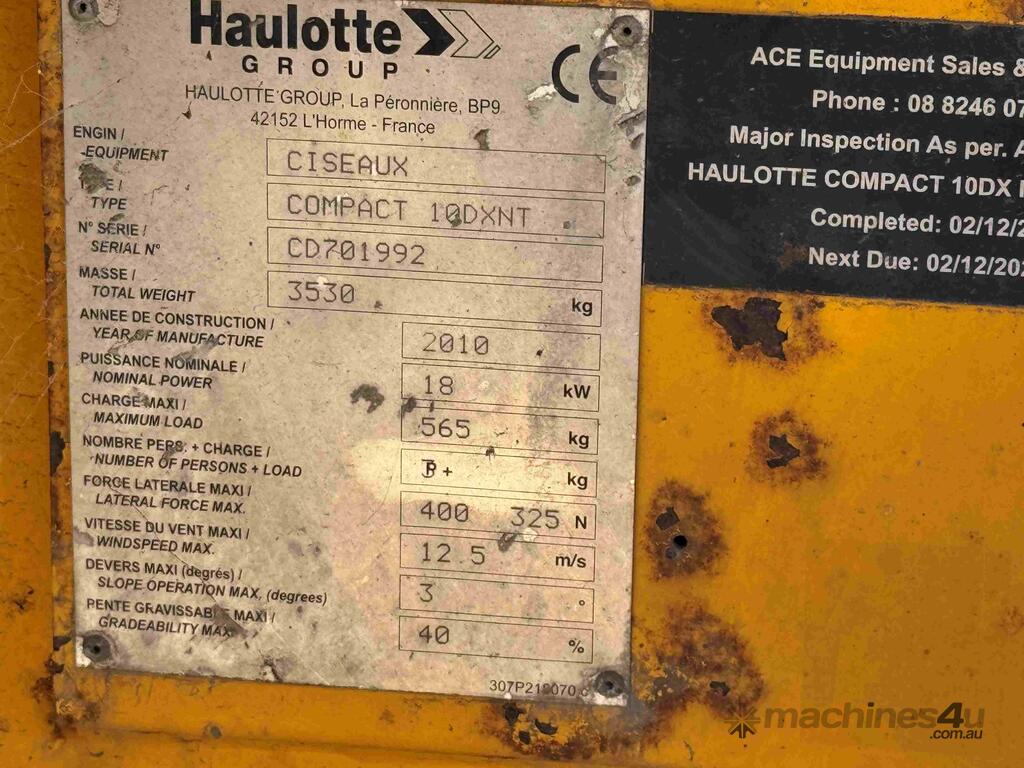 Haulotte
GROUP
CE
HAULOTTE GROUP, La Péronnière, BP9
42152 L'Horme - France
ENGIN /
EQUIPMENT
CISEAUX
TYPE
COMPACT 10DXNT
N° SERIE /
SERIAL N°
CD701992
MASSE /
TOTAL WEIGHT
3530 kg
ANNEE DE CONSTRUCTION /
YEAR OF MANUFACTURE
2010
PUISSANCE NOMINALE /
NOMINAL POWER
18 kW
CHARGE MAXI /
MAXIMUM LOAD
565 kg
NOMBRE PERS. + CHARGE /
NUMBER OF PERSONS + LOAD
+ kg
FORCE LATERALE MAXI /
LATERAL FORCE MAX.
400 325 N
VITESSE DU VENT MAXI /
WINDSPEED MAX.
12.5 m/s
DEVERS MAXI (degrés) /
SLOPE OPERATION MAX. (degrees)
3 °
PENTE GRAVISSABLE MAXI /
GRADEABILITY MAX.
40 %
ACE Equipment Sales &
Phone : 08 8246 07
Major Inspection As per. A
HAULOTTE COMPACT 10DX
Completed: 02/12/2
Next Due: 02/12/202
machines4u
.com.au